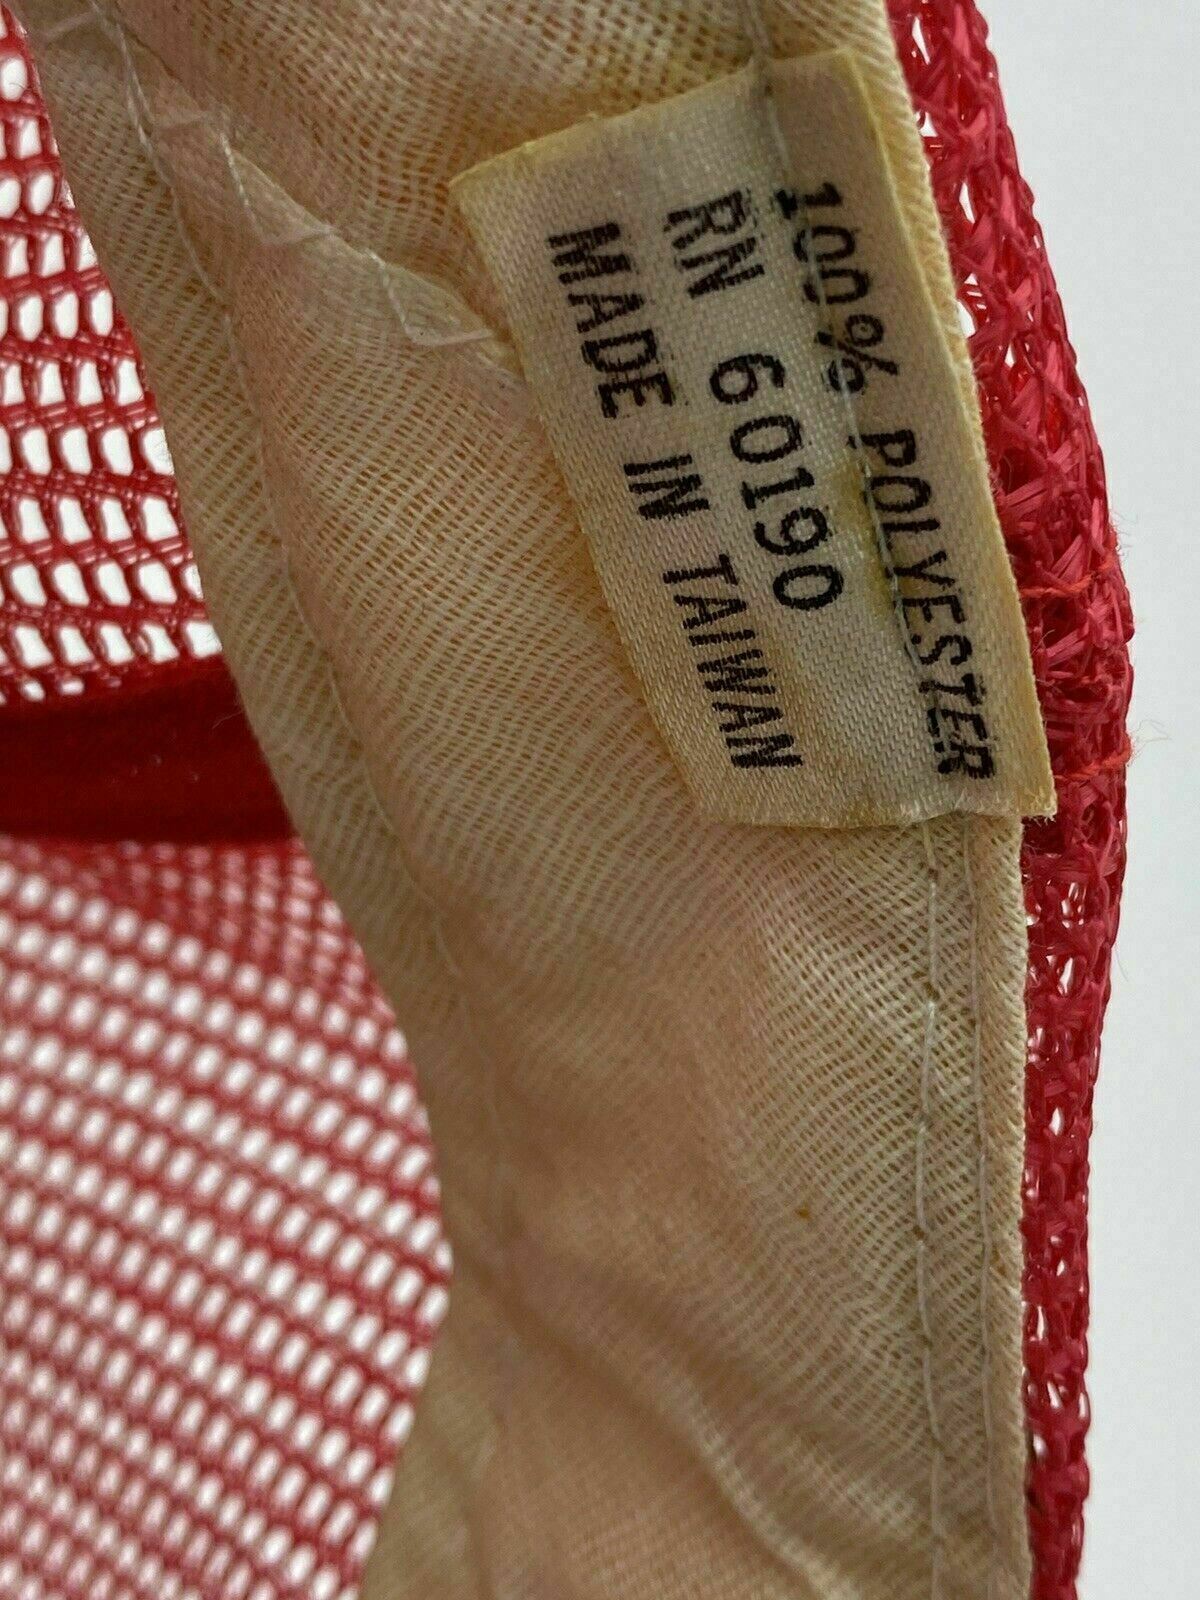 100% POLYESTER
RN 60190
MADE IN TAIWAN